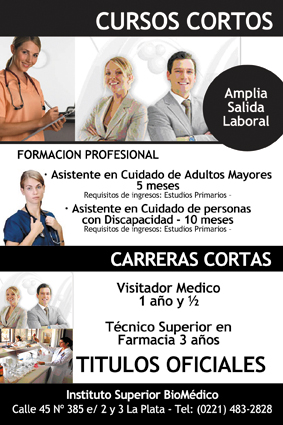 CURSOS CORTOS
Amplia
Salida
Laboral
FORMACION PROFESIONAL
· Asistente en Cuidado de Adultos Mayores
5 meses
Requisitos de ingresos: Estudios Primarios -
· Asistente en Cuidado de personas
con Discapacidad - 10 meses
Requisitos de ingresos: Estudios Primarios -
CARRERAS CORTAS
Visitador Medico
1 año y ½
Técnico Superior en
Farmacia 3 años
TITULOS OFICIALES
Instituto Superior BioMédico
Calle 45 Nº 385 e/ 2 y 3 La Plata - Tel: (0221) 483-2828